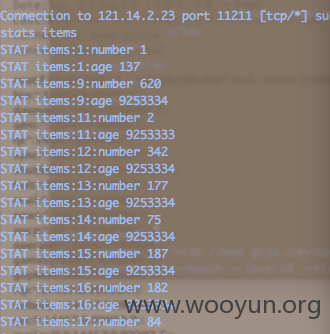 Connection to 121.14.2.23 port 11211 [tcp/*] su
stats items
STAT items:1:number 1
STAT items:1:age 137
STAT items:9:number 620
STAT items:9:age 9253334
STAT items:11:number 2
STAT items:11:age 9253333
STAT items:12:number 342
STAT items:12:age 9253334
STAT items:13:number 177
STAT items:13:age 9253334
STAT items:14:number 75
STAT items:14:age 9253334
STAT items:15:number 187
STAT items:15:age 9253334
STAT items:16:number 182
STAT items:16:age
www.wooyun.org
STAT items:17:number 84